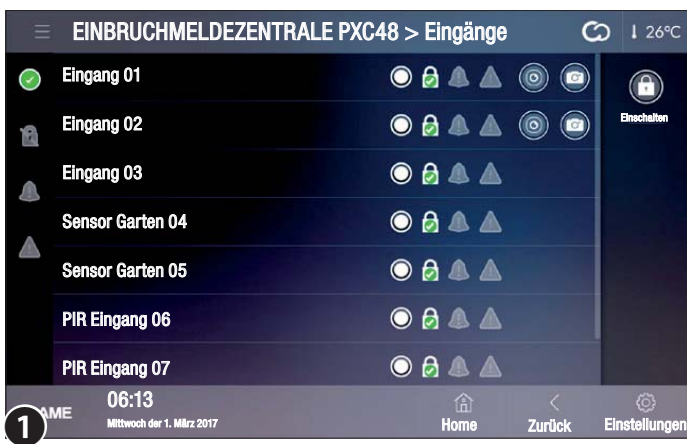 EINBRUCHMELDEZENTRALE PXC48 > Eingänge
26°C
Eingang 01
Einschalten
Eingang 02
Eingang 03
Sensor Garten 04
Sensor Garten 05
PIR Eingang 06
PIR Eingang 07
06:13
Mittwoch der 1. März 2017
Home
Zurück
Einstellungen
1